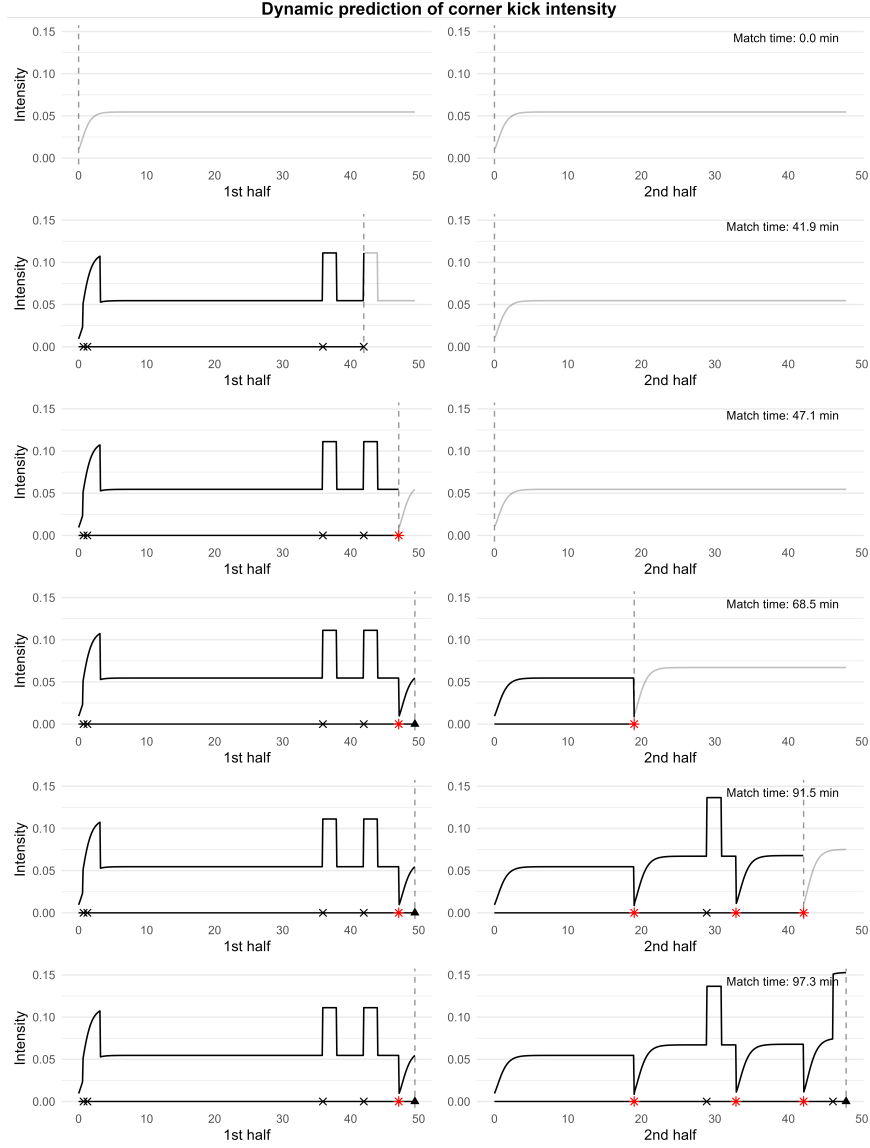 Dynamic prediction of corner kick intensity
Intensity
0.15
0.10
0.05
0.00
0 10 20 30 40 50
1st half
Match time: 0.0 min
0.15
0.10
0.05
0.00
0 10 20 30 40 50
2nd half
Intensity
0.15
0.10
0.05
0.00
0 10 20 30 40 50
1st half
Match time: 41.9 min
0.15
0.10
0.05
0.00
0 10 20 30 40 50
2nd half
Intensity
0.15
0.10
0.05
0.00
0 10 20 30 40 50
1st half
Match time: 47.1 min
0.15
0.10
0.05
0.00
0 10 20 30 40 50
2nd half
Intensity
0.15
0.10
0.05
0.00
0 10 20 30 40 50
1st half
Match time: 68.5 min
0.15
0.10
0.05
0.00
0 10 20 30 40 50
2nd half
Intensity
0.15
0.10
0.05
0.00
0 10 20 30 40 50
1st half
Match time: 91.5 min
0.15
0.10
0.05
0.00
0 10 20 30 40 50
2nd half
Intensity
0.15
0.10
0.05
0.00
0 10 20 30 40 50
1st half
Match time: 97.3 min
0.15
0.10
0.05
0.00
0 10 20 30 40 50
2nd half